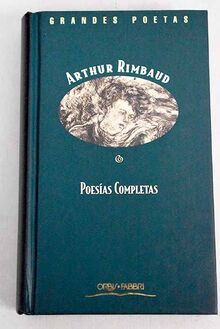 GRANDES POETAS
ARTHUR RIMBAUD
POESÍAS COMPLETAS
ORBIS • FABBRI